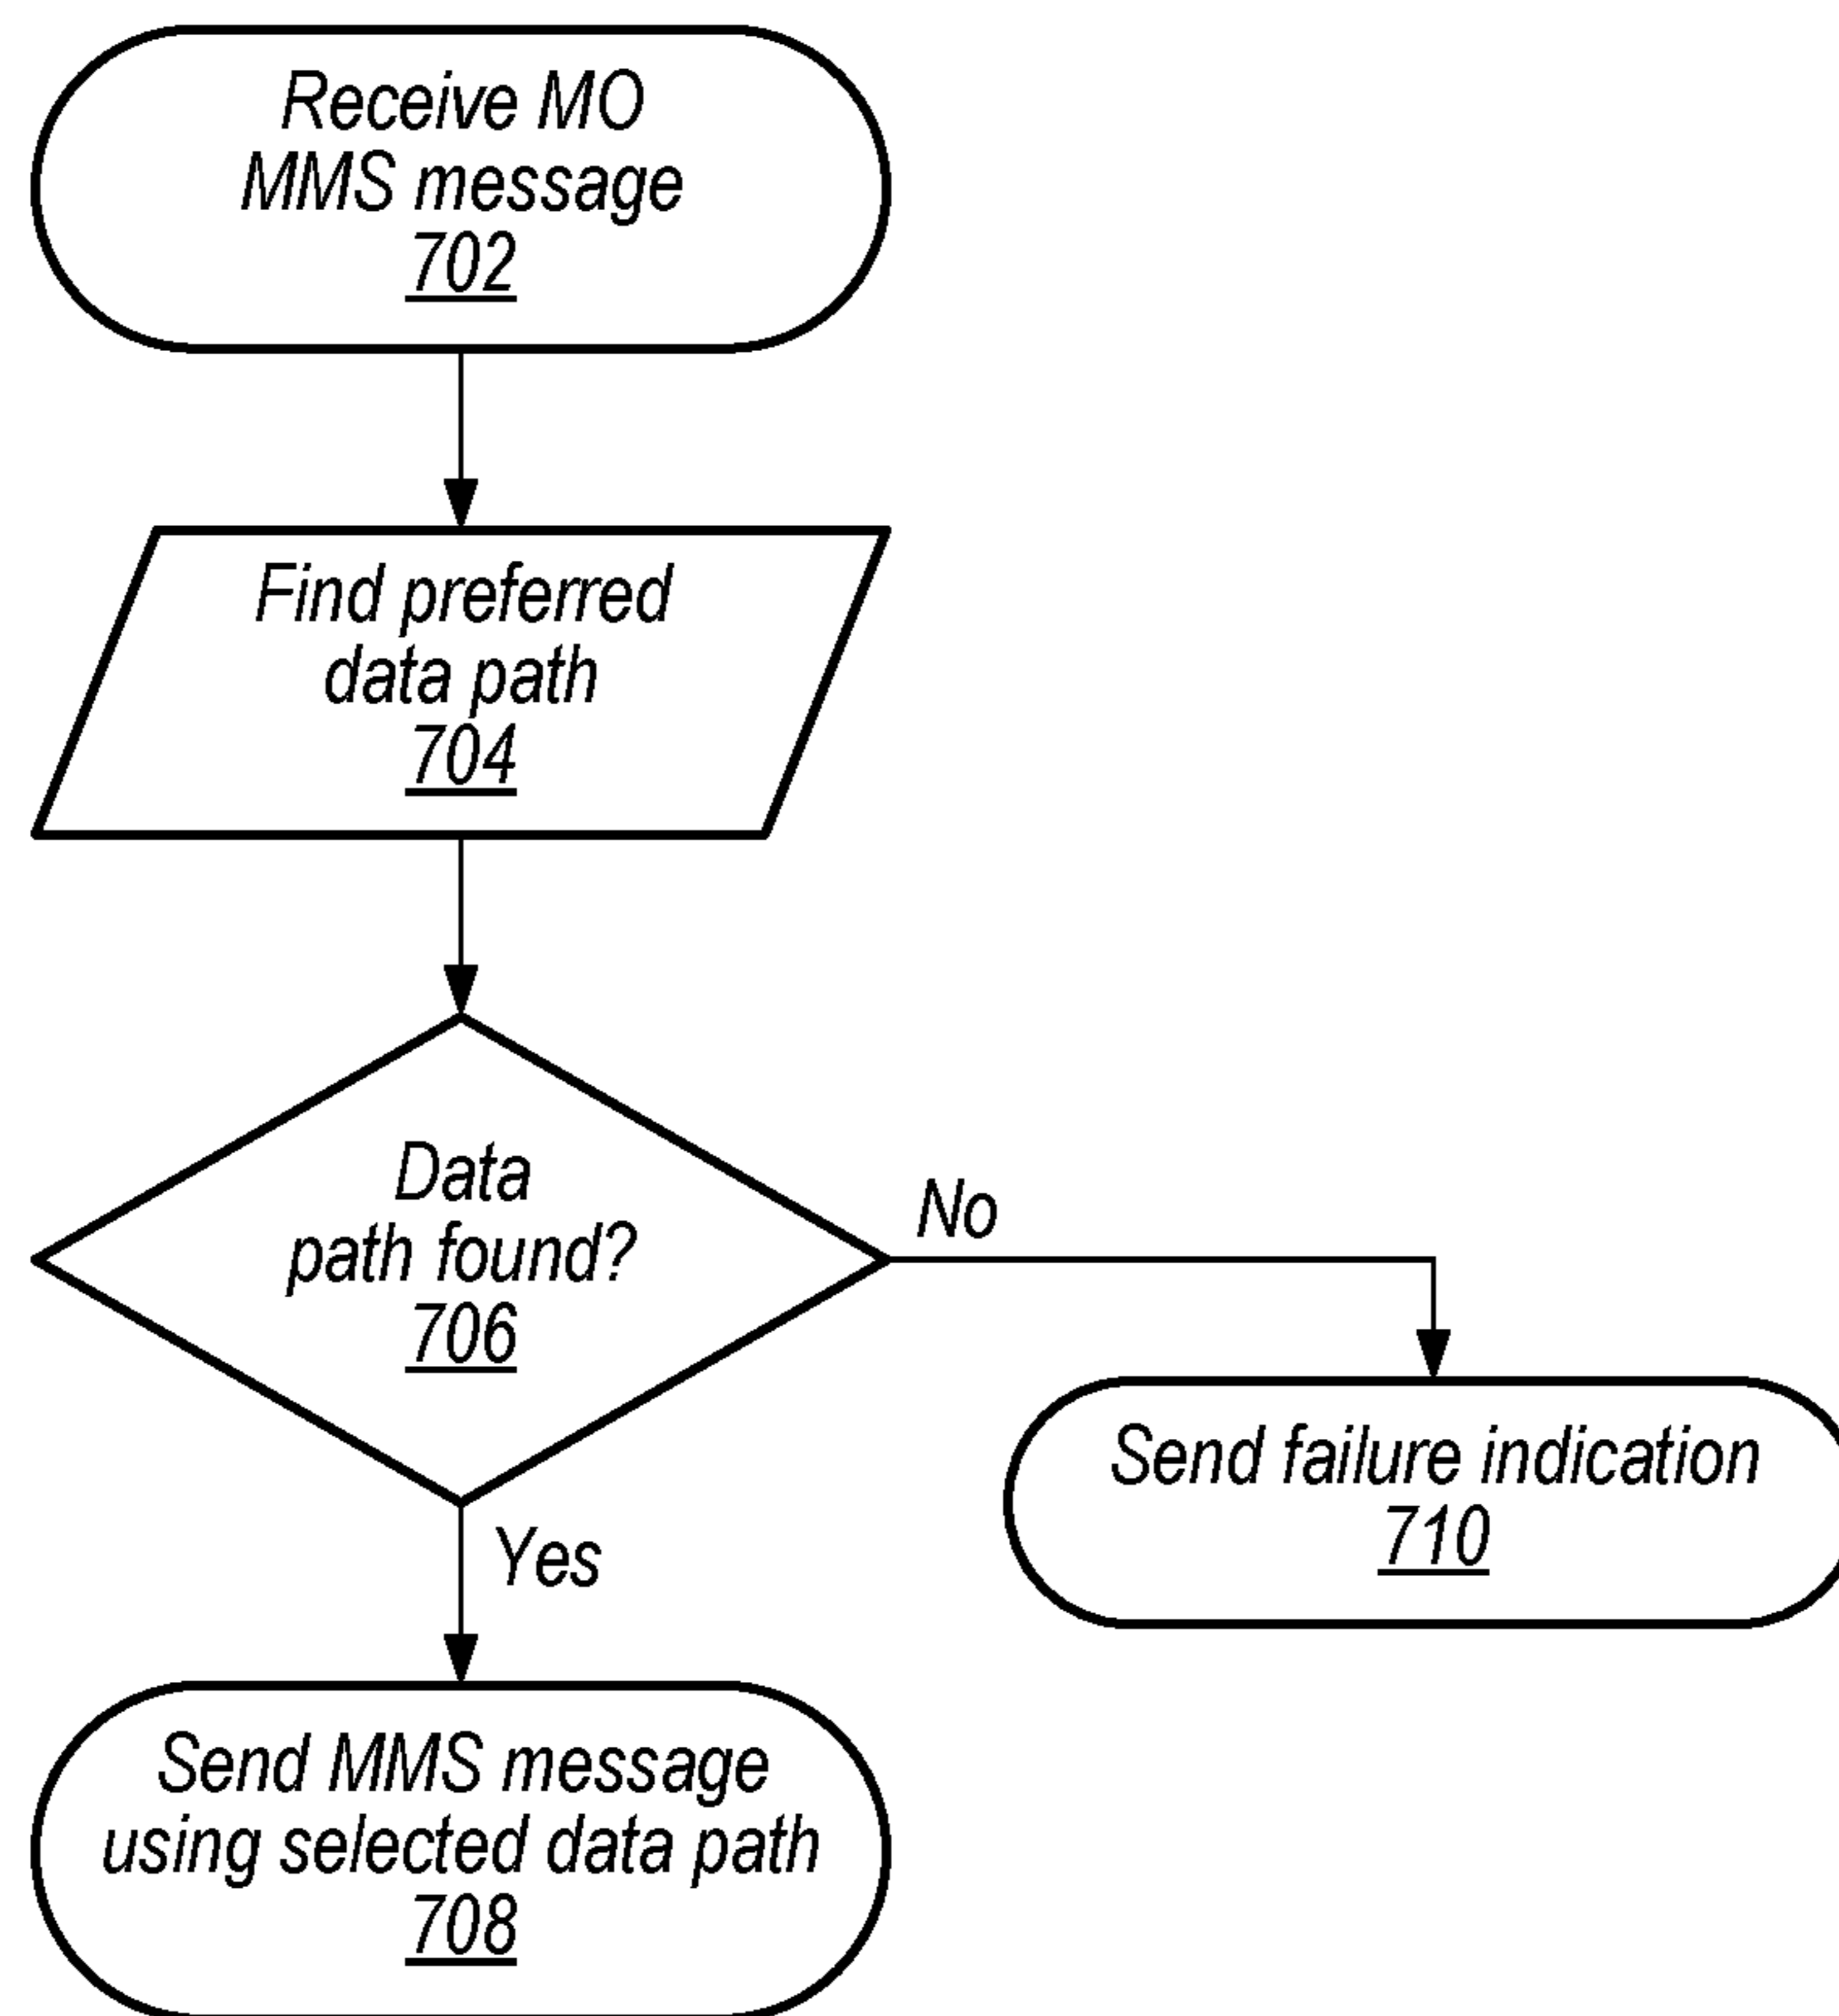 Receive MO
MMS message
702
Find preferred
data path
704
Data
path found?
706
No
Send failure indication
710
Yes
Send MMS message
using selected data path
708